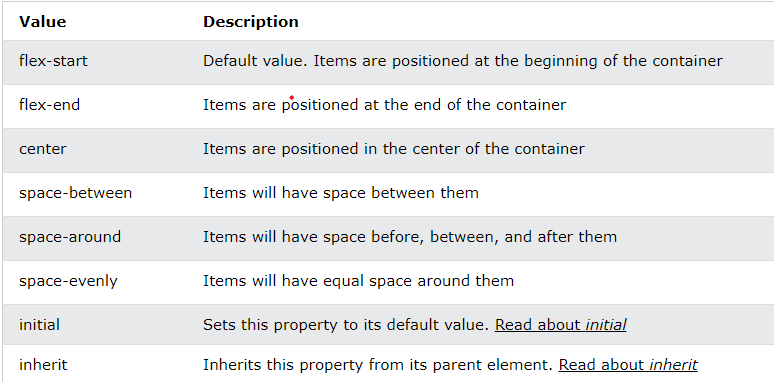 Value Description
flex-start Default value. Items are positioned at the beginning of the container
flex-end Items are positioned at the end of the container
center Items are positioned in the center of the container
space-between Items will have space between them
space-around Items will have space before, between, and after them
space-evenly Items will have equal space around them
initial Sets this property to its default value. Read about initial
inherit Inherits this property from its parent element. Read about inherit